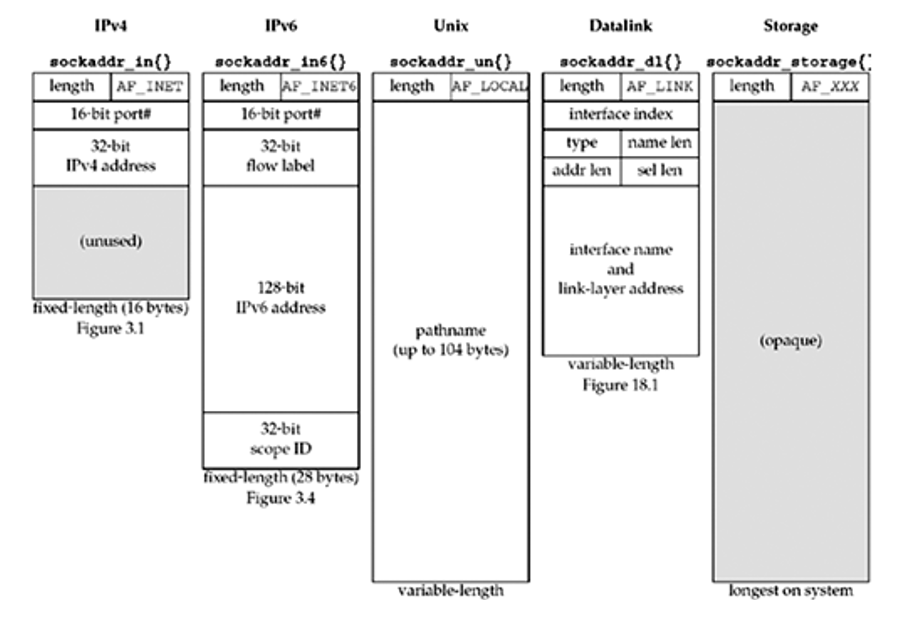 IPv4
sockaddr_in{}
length AF_INET
16-bit port#
32-bit
IPv4 address
(unused)
fixed-length (16 bytes)
Figure 3.1
IPv6
sockaddr_in6{}
length AF_INET6
16-bit port#
32-bit
flow label
128-bit
IPv6 address
32-bit
scope ID
fixed-length (28 bytes)
Figure 3.4
Unix
sockaddr_un{}
length AF_LOCAL
pathname
(up to 104 bytes)
variable-length
Datalink
sockaddr_dl{}
length AF_LINK
interface index
type name len
addr len sel len
interface name
and
link-layer address
variable-length
Figure 18.1
Storage
sockaddr_storage{}
length AF_XXX
(opaque)
longest on system